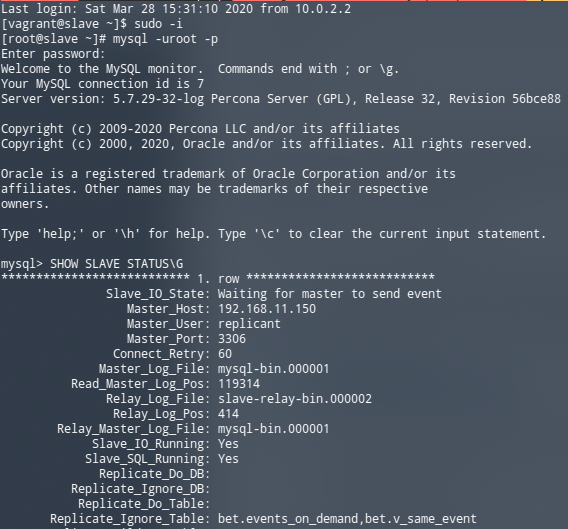 Last login: Sat Mar 28 15:31:10 2020 from 10.0.2.2
[vagrant@slave ~]$ sudo -i
[root@slave ~]# mysql -uroot -p
Enter password:
Welcome to the MySQL monitor.  Commands end with ; or \g.
Your MySQL connection id is 7
Server version: 5.7.29-32-log Percona Server (GPL), Release 32, Revision 56bce88
Copyright (c) 2009-2020 Percona LLC and/or its affiliates
Copyright (c) 2000, 2020, Oracle and/or its affiliates. All rights reserved.
Oracle is a registered trademark of Oracle Corporation and/or its
affiliates. Other names may be trademarks of their respective
owners.
Type 'help;' or '\h' for help. Type '\c' to clear the current input statement.
mysql> SHOW SLAVE STATUS\G
*************************** 1. row ***************************
Slave_IO_State: Waiting for master to send event
Master_Host: 192.168.11.150
Master_User: replicant
Master_Port: 3306
Connect_Retry: 60
Master_Log_File: mysql-bin.000001
Read_Master_Log_Pos: 119314
Relay_Log_File: slave-relay-bin.000002
Relay_Log_Pos: 414
Relay_Master_Log_File: mysql-bin.000001
Slave_IO_Running: Yes
Slave_SQL_Running: Yes
Replicate_Do_DB:
Replicate_Ignore_DB:
Replicate_Do_Table:
Replicate_Ignore_Table: bet.events_on_demand,bet.v_same_event